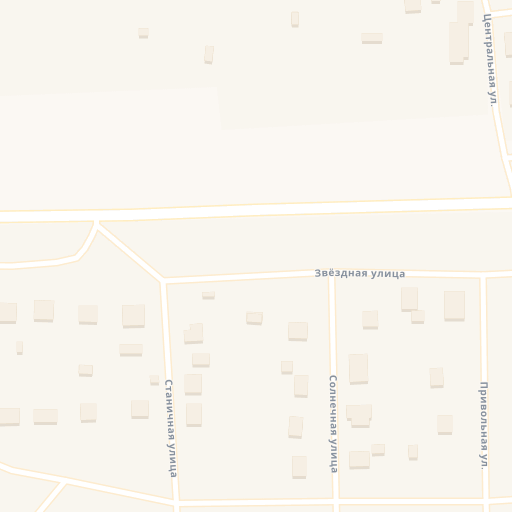 Центральная ул.
Звёздная улица
Станичная улица
Солнечная улица
Привольная ул.